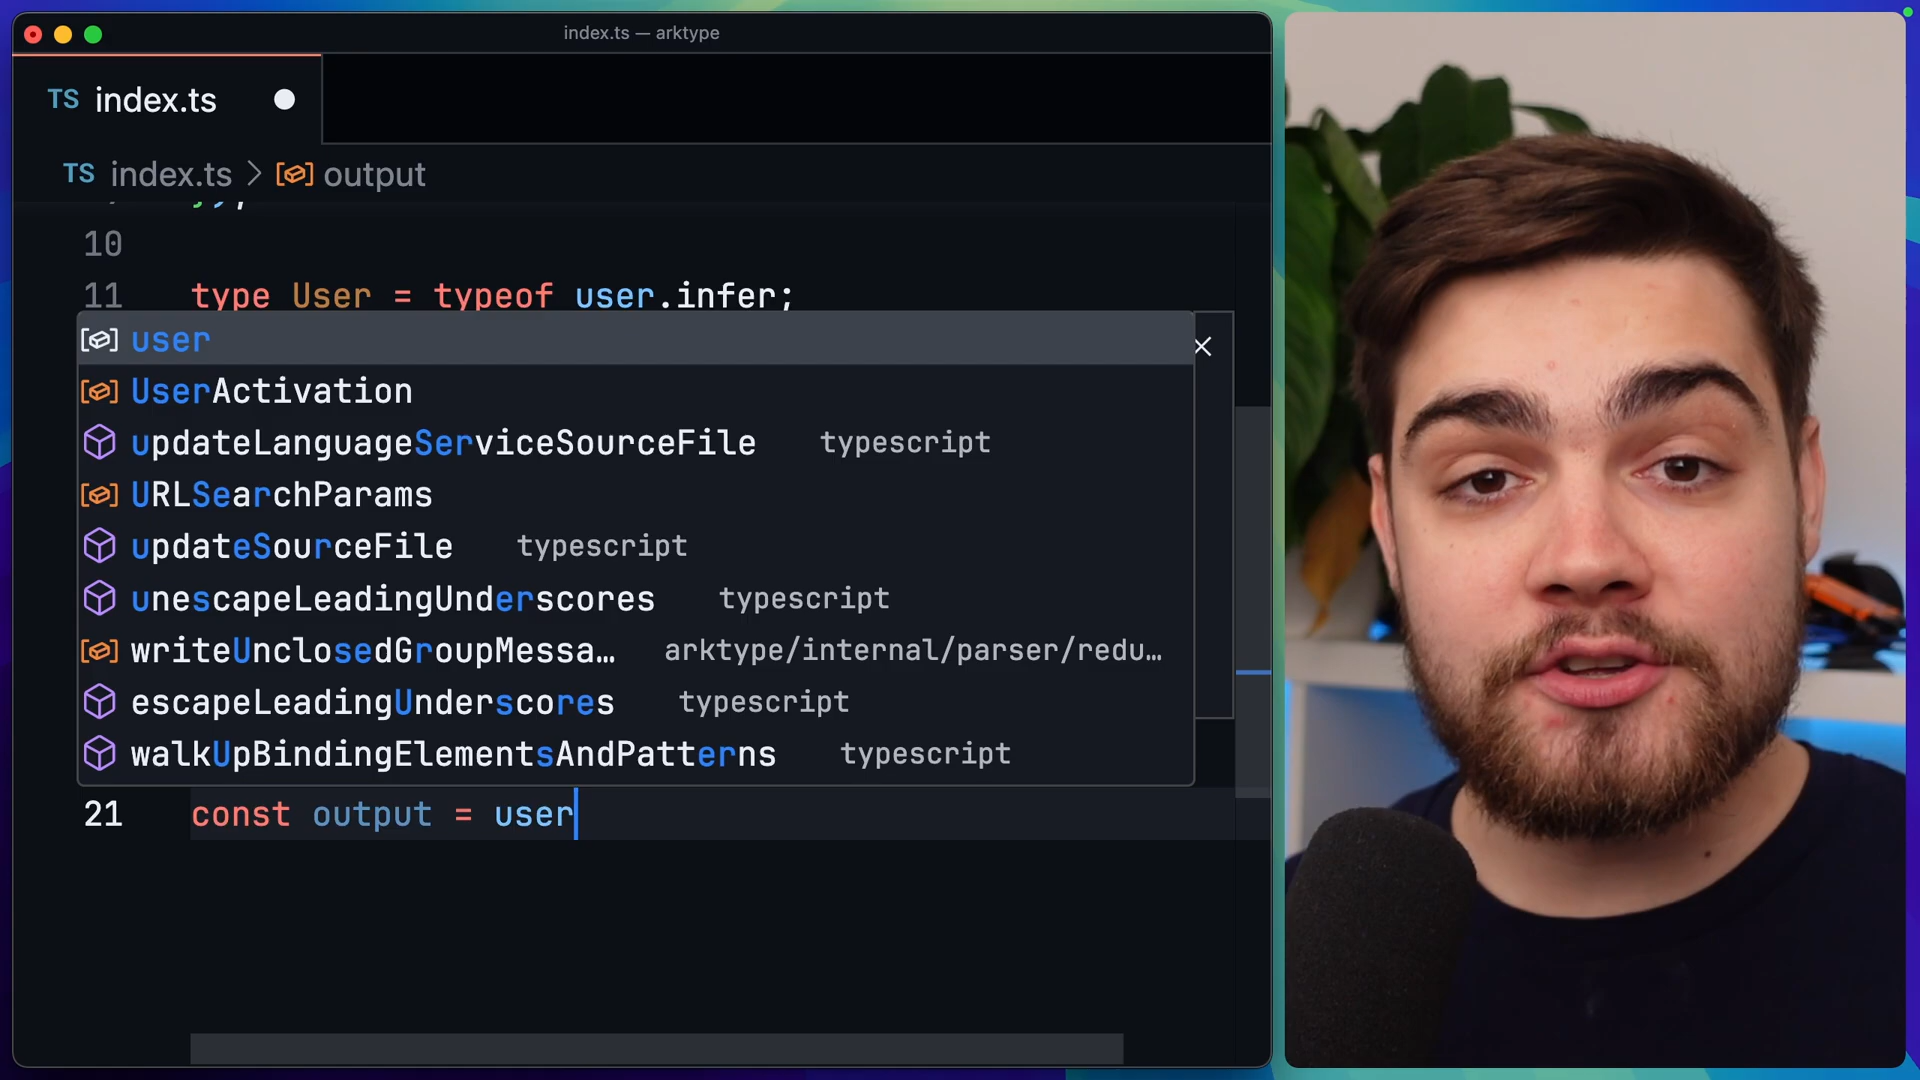 index.ts — arktype
TS index.ts
TS index.ts > output
10
11 type User = typeof user.infer;
user
UserActivation
updateLanguageServiceSourceFile typescript
URLSearchParams
updateSourceFile typescript
unescapeLeadingUnderscores typescript
writeUnclosedGroupMessa… arktype/internal/parser/redu…
escapeLeadingUnderscores typescript
walkUpBindingElementsAndPatterns typescript
21 const output = user